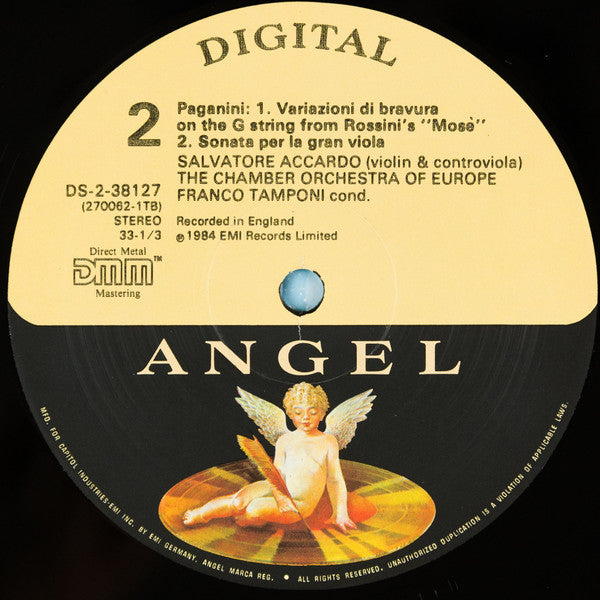 DIGITAL
2
Paganini: 1. Variazioni di bravura
on the G string from Rossini's "Mosè"
2. Sonata per la gran viola
SALVATORE ACCARDO (violin & controviola)
THE CHAMBER ORCHESTRA OF EUROPE
FRANCO TAMPONI cond.
DS-2-38127
(270062-1TB)
STEREO
33-1/3
Recorded in England
℗ 1984 EMI Records Limited
Direct Metal
DMM™
Mastering
ANGEL
MFD. FOR CAPITOL INDUSTRIES-EMI INC. BY EMI GERMANY. ANGEL MARCA REG. • ALL RIGHTS RESERVED. UNAUTHORIZED DUPLICATION IS A VIOLATION OF APPLICABLE LAWS.